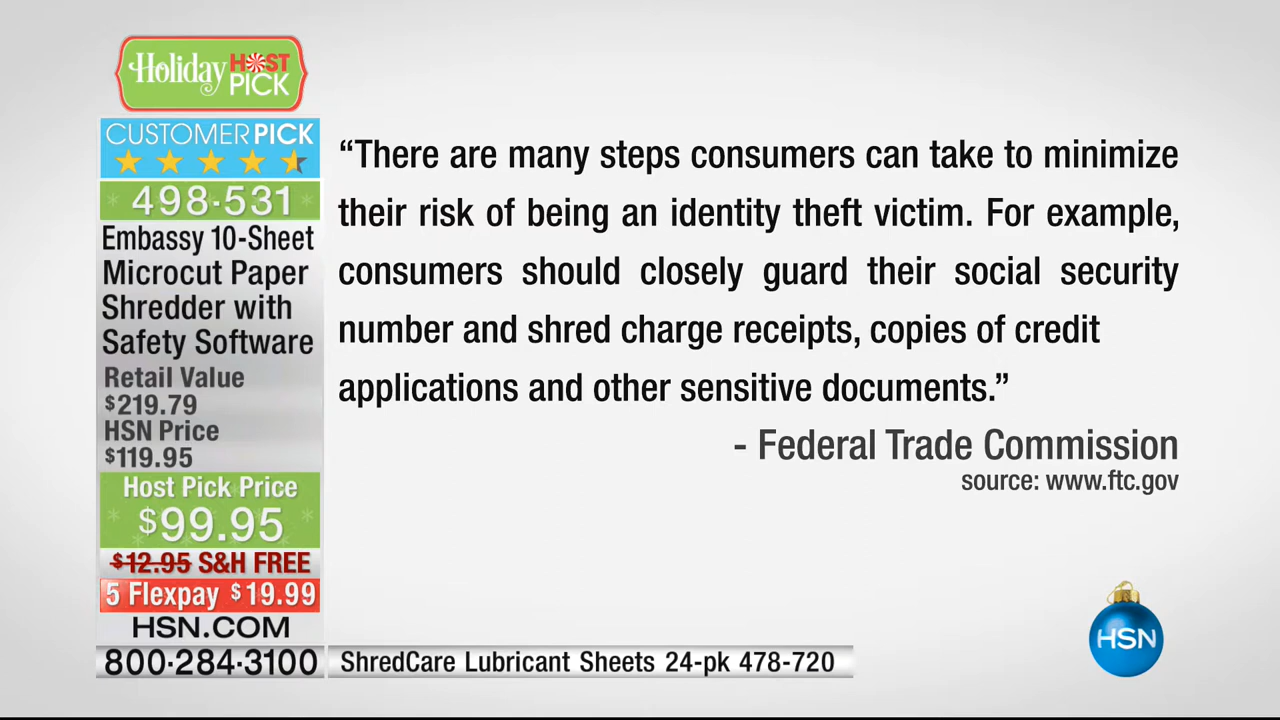 Holiday HOST PICK
CUSTOMER PICK
498·531
Embassy 10-Sheet
Microcut Paper
Shredder with
Safety Software
Retail Value
$219.79
HSN Price
$119.95
Host Pick Price
$99.95
$12.95 S&H FREE
5 Flexpay $19.99
HSN.COM
800·284·3100
“There are many steps consumers can take to minimize
their risk of being an identity theft victim. For example,
consumers should closely guard their social security
number and shred charge receipts, copies of credit
applications and other sensitive documents.”
- Federal Trade Commission
source: www.ftc.gov
HSN
ShredCare Lubricant Sheets 24-pk 478-720